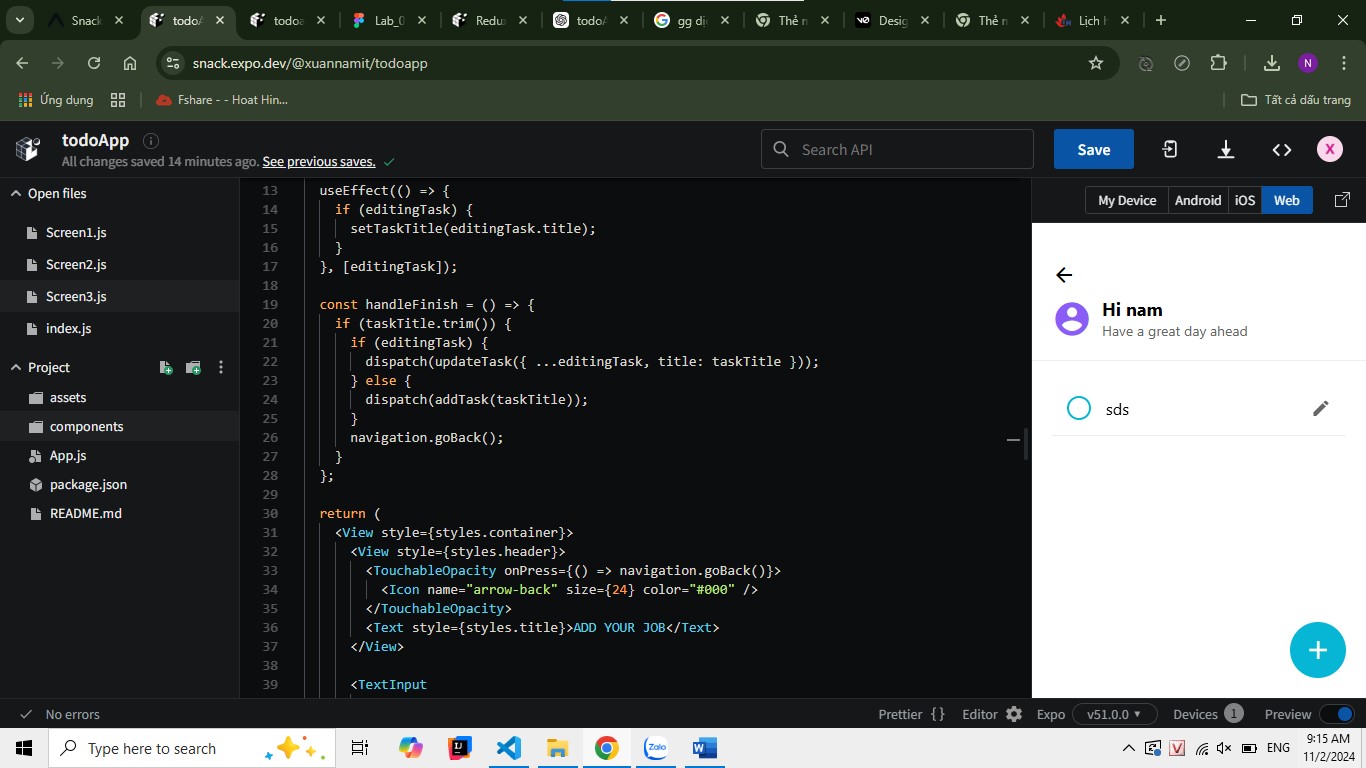 Snack
todoA
todoa
Lab_0
Redux
todoA
gg dị
Thẻ n
Desig
Thẻ n
Lịch H
snack.expo.dev/@xuannamit/todoapp
N
Ứng dụng
Fshare - - Hoat Hin...
Tất cả dấu trang
todoApp
All changes saved 14 minutes ago. See previous saves.
Search API
Save
X
Open files
Screen1.js
Screen2.js
Screen3.js
index.js
Project
assets
components
App.js
package.json
README.md
13 useEffect(() => {
14 if (editingTask) {
15 setTaskTitle(editingTask.title);
16 }
17 }, [editingTask]);
18
19 const handleFinish = () => {
20 if (taskTitle.trim()) {
21 if (editingTask) {
22 dispatch(updateTask({ ...editingTask, title: taskTitle }));
23 } else {
24 dispatch(addTask(taskTitle));
25 }
26 navigation.goBack();
27 }
28 };
29
30 return (
31 <View style={styles.container}>
32 <View style={styles.header}>
33 <TouchableOpacity onPress={() => navigation.goBack()}>
34 <Icon name="arrow-back" size={24} color="#000" />
35 </TouchableOpacity>
36 <Text style={styles.title}>ADD YOUR JOB</Text>
37 </View>
38
39 <TextInput
My Device
Android
iOS
Web
Hi nam
Have a great day ahead
sds
No errors
Prettier {}
Editor
Expo
v51.0.0
Devices 1
Preview
Type here to search
Zalo
ENG
9:15 AM
11/2/2024